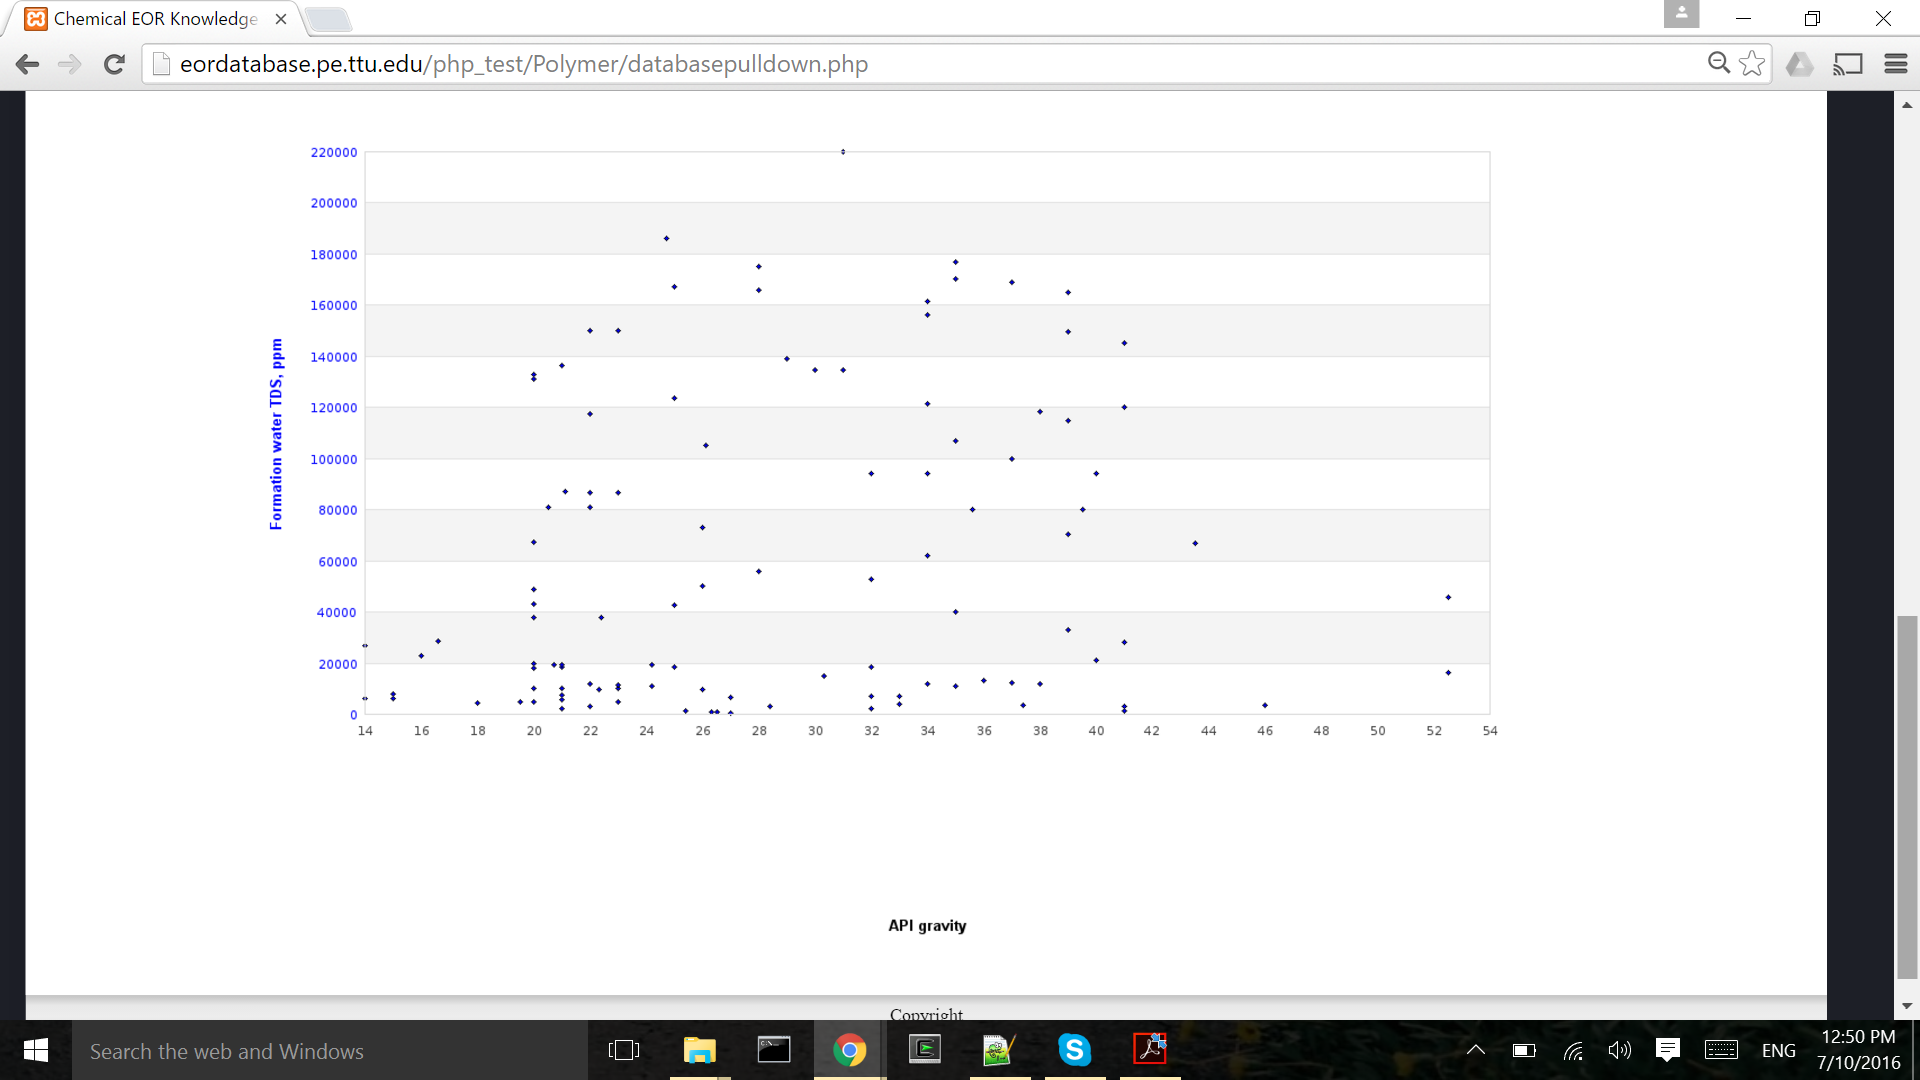 Chemical EOR Knowledge
eordatabase.pe.ttu.edu/php_test/Polymer/databasepulldown.php
220000
200000
180000
160000
140000
120000
100000
80000
60000
40000
20000
0
Formation water TDS, ppm
14 16 18 20 22 24 26 28 30 32 34 36 38 40 42 44 46 48 50 52 54
API gravity
Copyright
Search the web and Windows
ENG
12:50 PM
7/10/2016